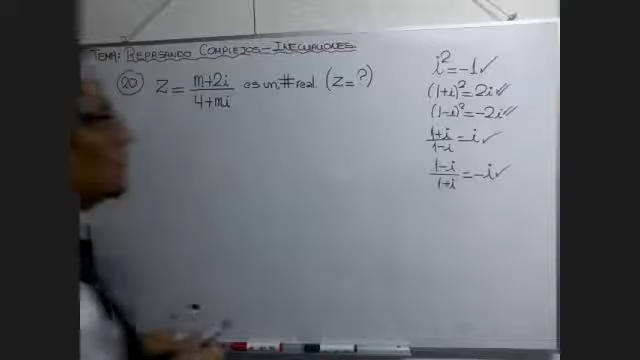 TEMA: REPASANDO COMPLEJOS - INECUACIONES.
20) Z = (m+2i)/(4+mi) es un # real (Z = ?)
i² = -1 ✓
(1+i)² = 2i ✓
(1-i)² = -2i ✓
(1+i)/(1-i) = i ✓
(1-i)/(1+i) = -i ✓